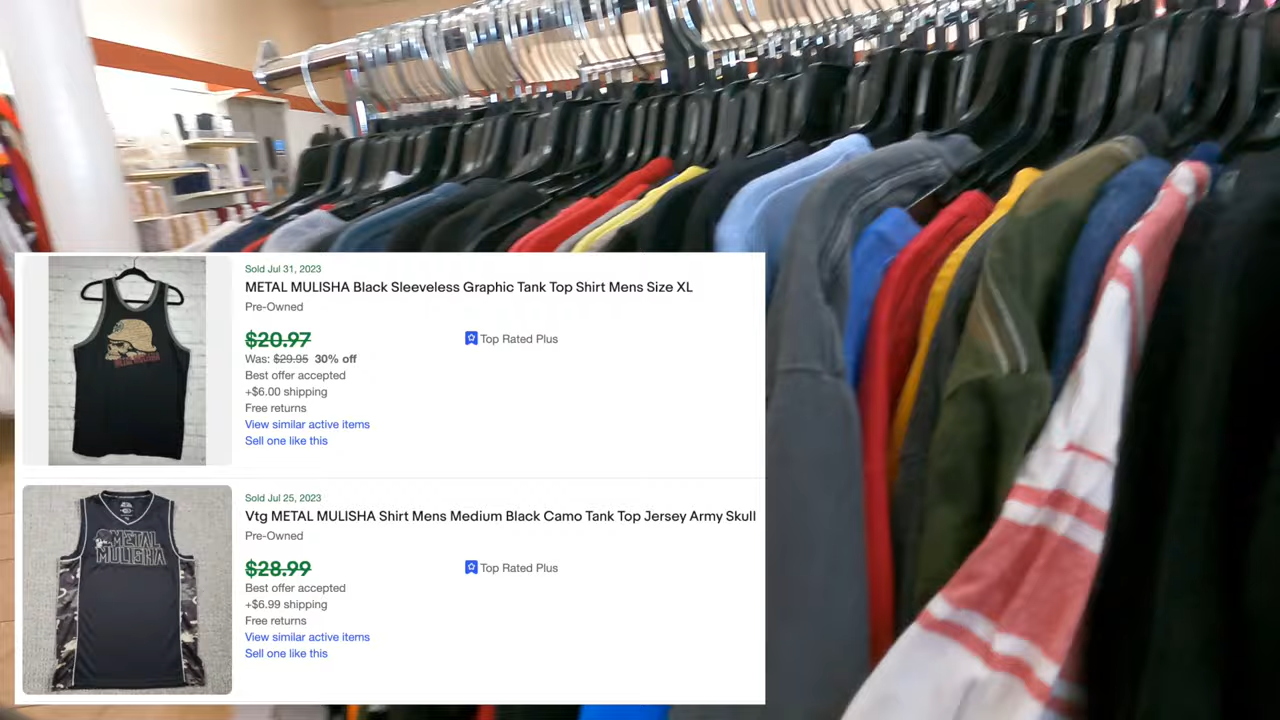 Sold Jul 31, 2023
METAL MULISHA Black Sleeveless Graphic Tank Top Shirt Mens Size XL
Pre-Owned
$20.97
Top Rated Plus
Was: $29.95 30% off
Best offer accepted
+$6.00 shipping
Free returns
View similar active items
Sell one like this
METAL MULISHA
Sold Jul 25, 2023
Vtg METAL MULISHA Shirt Mens Medium Black Camo Tank Top Jersey Army Skull
Pre-Owned
$28.99
Top Rated Plus
Best offer accepted
+$6.99 shipping
Free returns
View similar active items
Sell one like this
METAL
MULISHA